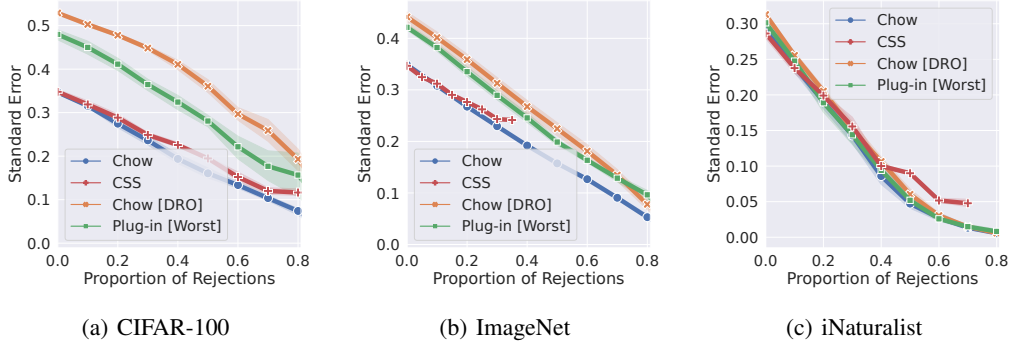 Standard Error
0.5
0.4
0.3
0.2
0.1
0.0
Chow
CSS
Chow [DRO]
Plug-in [Worst]
0.0 0.2 0.4 0.6 0.8
Proportion of Rejections
(a) CIFAR-100
Standard Error
0.4
0.3
0.2
0.1
0.0
Chow
CSS
Chow [DRO]
Plug-in [Worst]
0.0 0.2 0.4 0.6 0.8
Proportion of Rejections
(b) ImageNet
Standard Error
0.30
0.25
0.20
0.15
0.10
0.05
0.00
Chow
CSS
Chow [DRO]
Plug-in [Worst]
0.0 0.2 0.4 0.6 0.8
Proportion of Rejections
(c) iNaturalist